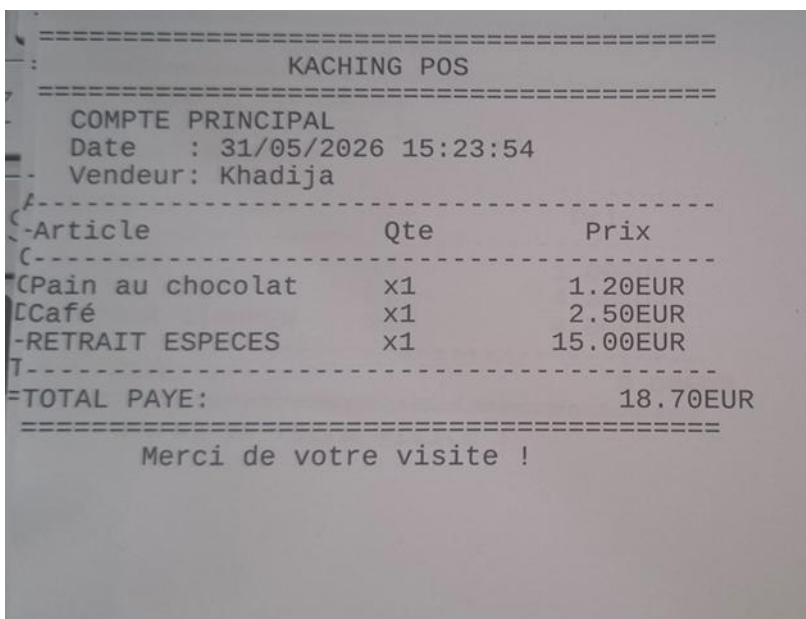 ========================================
KACHING POS
========================================
COMPTE PRINCIPAL
Date : 31/05/2026 15:23:54
Vendeur: Khadija
----------------------------------------
Article Qte Prix
----------------------------------------
Pain au chocolat x1 1.20EUR
Café x1 2.50EUR
RETRAIT ESPECES x1 15.00EUR
----------------------------------------
TOTAL PAYE: 18.70EUR
========================================
Merci de votre visite !